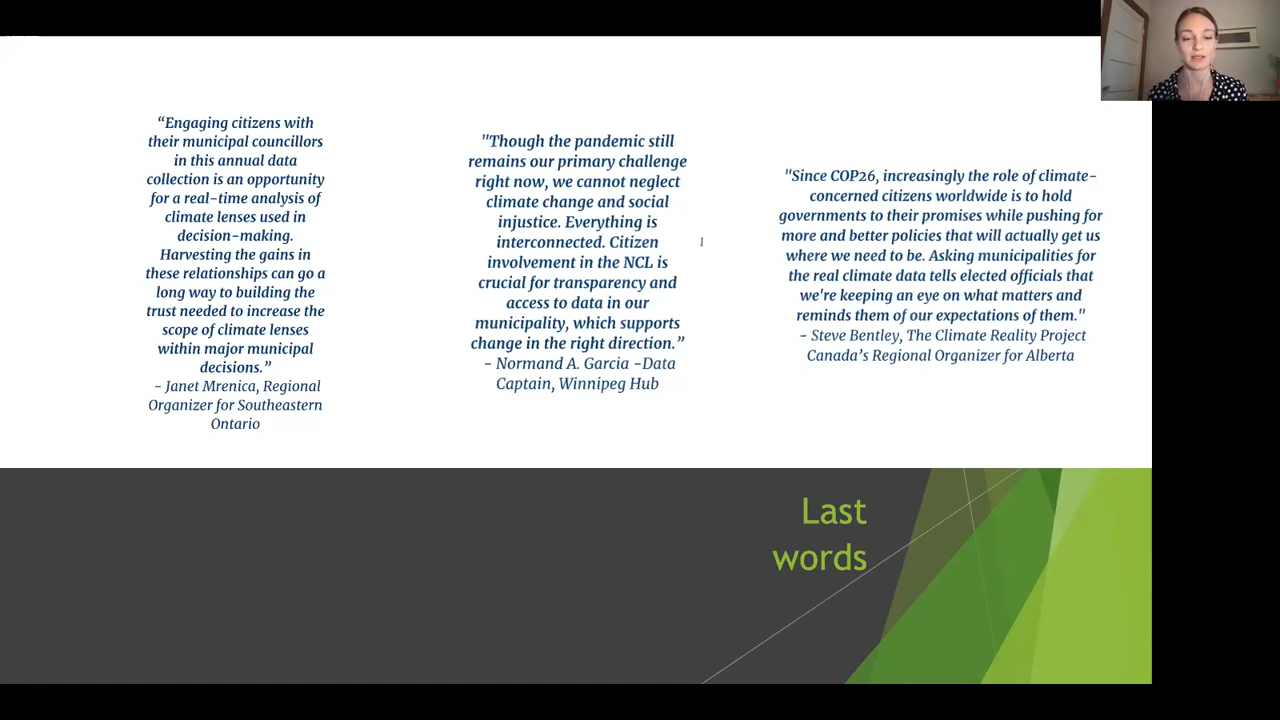 “Engaging citizens with
their municipal councillors
in this annual data
collection is an opportunity
for a real-time analysis of
climate lenses used in
decision-making.
Harvesting the gains in
these relationships can go a
long way to building the
trust needed to increase the
scope of climate lenses
within major municipal
decisions.”
- Janet Mrenica, Regional
Organizer for Southeastern
Ontario
"Though the pandemic still
remains our primary challenge
right now, we cannot neglect
climate change and social
injustice. Everything is
interconnected. Citizen
involvement in the NCL is
crucial for transparency and
access to data in our
municipality, which supports
change in the right direction.”
- Normand A. Garcia -Data
Captain, Winnipeg Hub
"Since COP26, increasingly the role of climate-
concerned citizens worldwide is to hold
governments to their promises while pushing for
more and better policies that will actually get us
where we need to be. Asking municipalities for
the real climate data tells elected officials that
we're keeping an eye on what matters and
reminds them of our expectations of them."
- Steve Bentley, The Climate Reality Project
Canada’s Regional Organizer for Alberta
Last
words